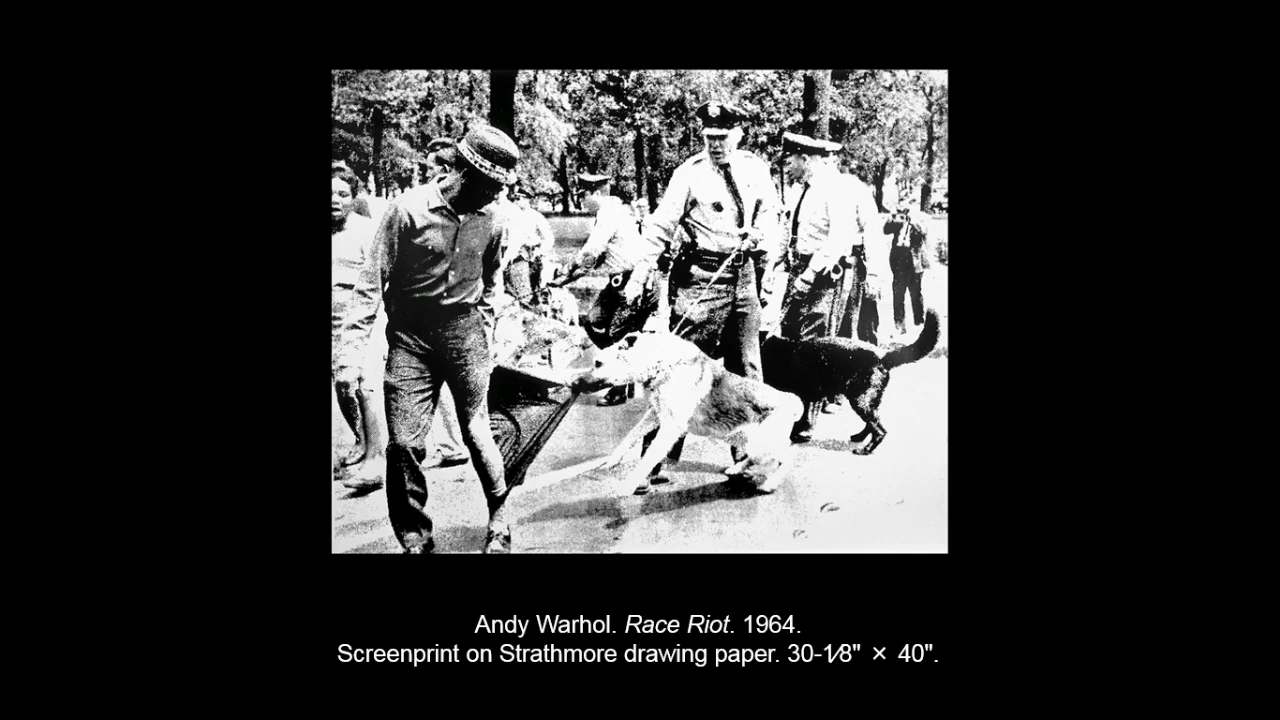 Andy Warhol. Race Riot. 1964.
Screenprint on Strathmore drawing paper. 30-1⁄8" × 40".